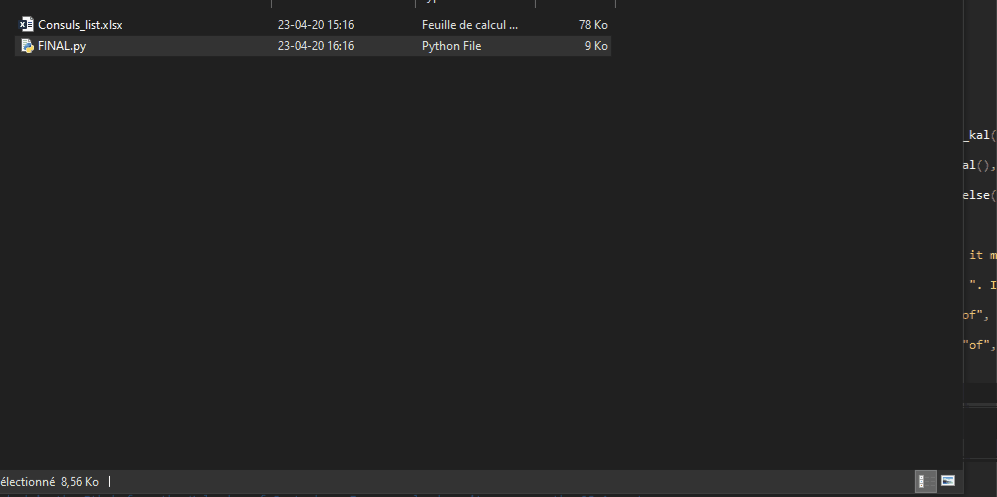 Consuls_list.xlsx 23-04-20 15:16 Feuille de calcul ... 78 Ko
FINAL.py 23-04-20 16:16 Python File 9 Ko
_kal(
al(),
else(
it m
". I
of",
"of",
électionné 8,56 Ko